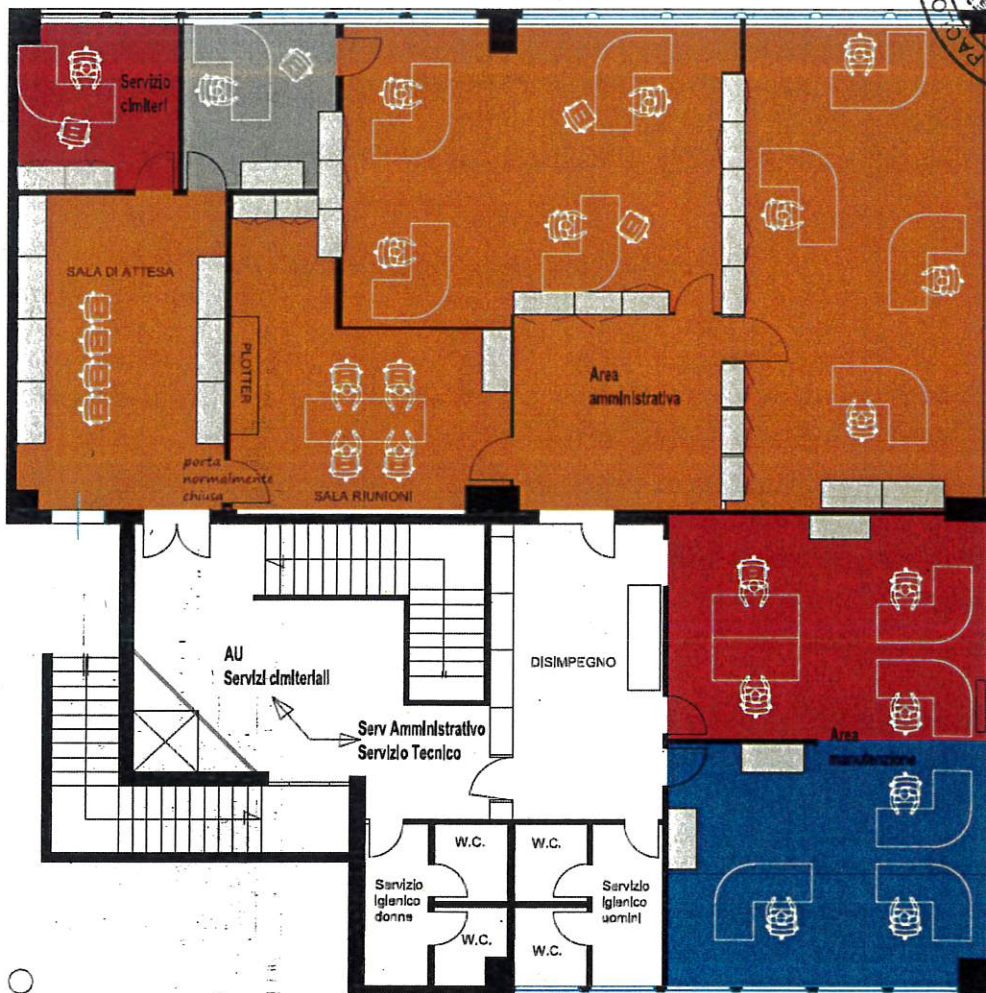 Servizio
cimiteri
SALA DI ATTESA
PLOTTER
Area
amministrativa
porta
normalmente
chiusa
SALA RIUNIONI
AU
Servizi cimiteriali
DISIMPEGNO
Serv Amministrativo
Servizio Tecnico
Area
manutenzione
W.C.
W.C.
Servizio
igienico
donne
Servizio
igienico
uomini
W.C.
W.C.